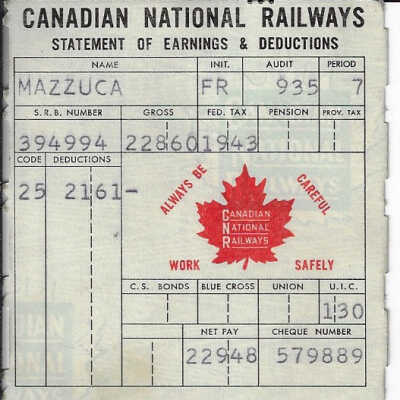 CANADIAN NATIONAL RAILWAYS
STATEMENT OF EARNINGS & DEDUCTIONS
NAME INIT. AUDIT PERIOD
MAZZUCA FR 935 7
S.R.B. NUMBER GROSS FED. TAX PENSION PROV. TAX
394994 22860 1943
CODE DEDUCTIONS
25 2161-
ALWAYS BE CAREFUL
CANADIAN
NATIONAL
RAILWAYS
WORK SAFELY
C.S. BONDS BLUE CROSS UNION U.I.C.
130
NET PAY CHEQUE NUMBER
22948 579889